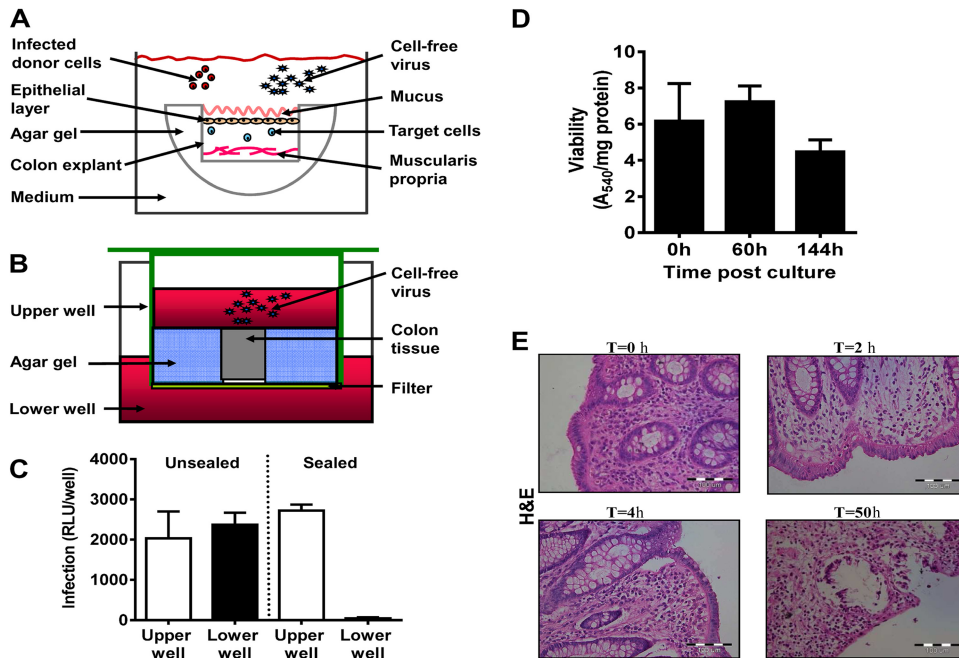 A
Infected
donor cells
Cell-free
virus
Epithelial
layer
Mucus
Agar gel
Target cells
Colon explant
Muscularis
propria
Medium
B
Cell-free
virus
Upper well
Colon
tissue
Agar gel
Filter
Lower well
C
Unsealed
Sealed
Infection (RLU/well)
4000
3000
2000
1000
0
Upper
well
Lower
well
Upper
well
Lower
well
D
Viability
(A540/mg protein)
10
8
6
4
2
0
0h
60h
144h
Time post culture
E
H&E
T=0 h
100 um
T=2 h
T=4h
T=50h